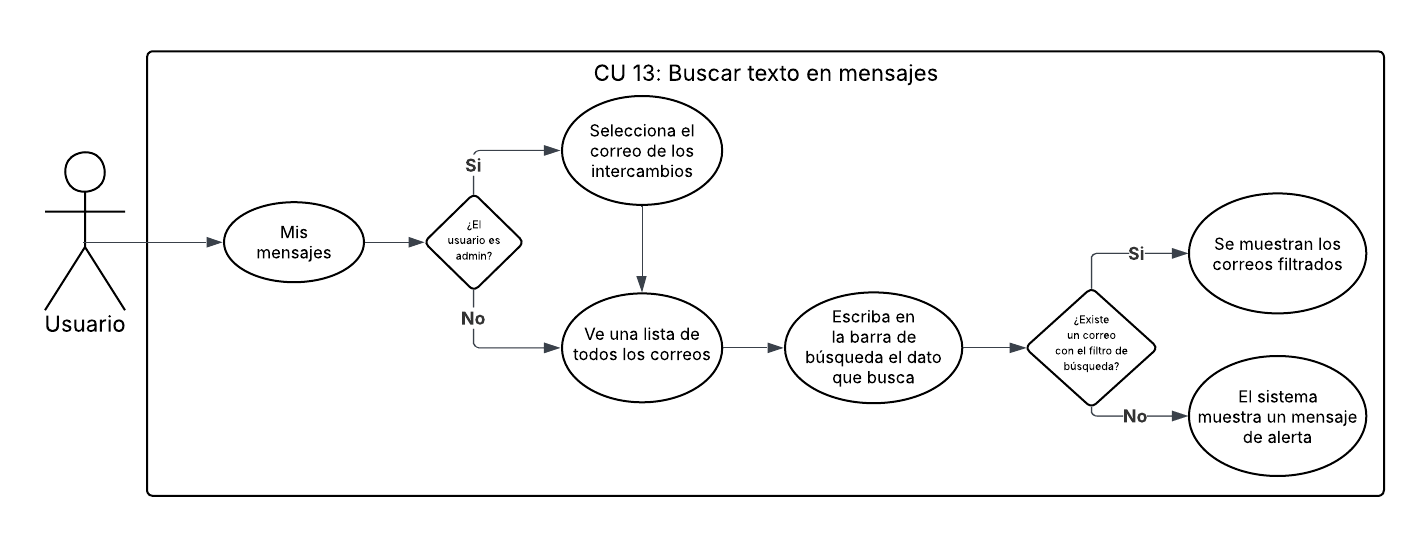 CU 13: Buscar texto en mensajes
Usuario
Mis
mensajes
¿El
usuario es
admin?
Si
Selecciona el
correo de los
intercambios
No
Ve una lista de
todos los correos
Escriba en
la barra de
búsqueda el dato
que busca
¿Existe
un correo
con el filtro de
búsqueda?
Si
Se muestran los
correos filtrados
No
El sistema
muestra un mensaje
de alerta